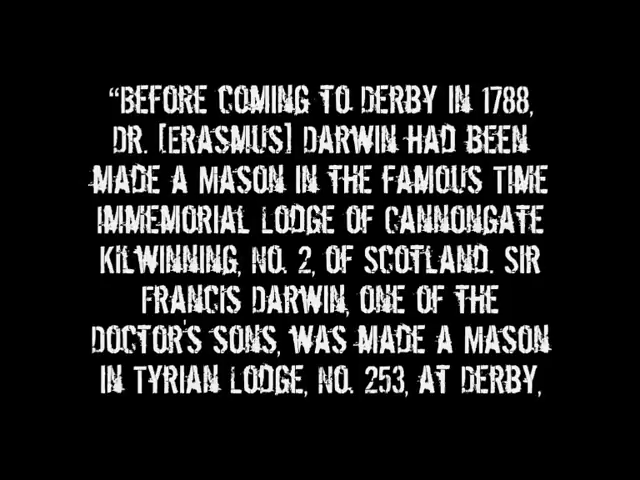 “BEFORE COMING TO DERBY IN 1788,
DR. [ERASMUS] DARWIN HAD BEEN
MADE A MASON IN THE FAMOUS TIME
IMMEMORIAL LODGE OF CANNONGATE
KILWINNING, NO. 2, OF SCOTLAND. SIR
FRANCIS DARWIN, ONE OF THE
DOCTOR'S SONS, WAS MADE A MASON
IN TYRIAN LODGE, NO. 253, AT DERBY,